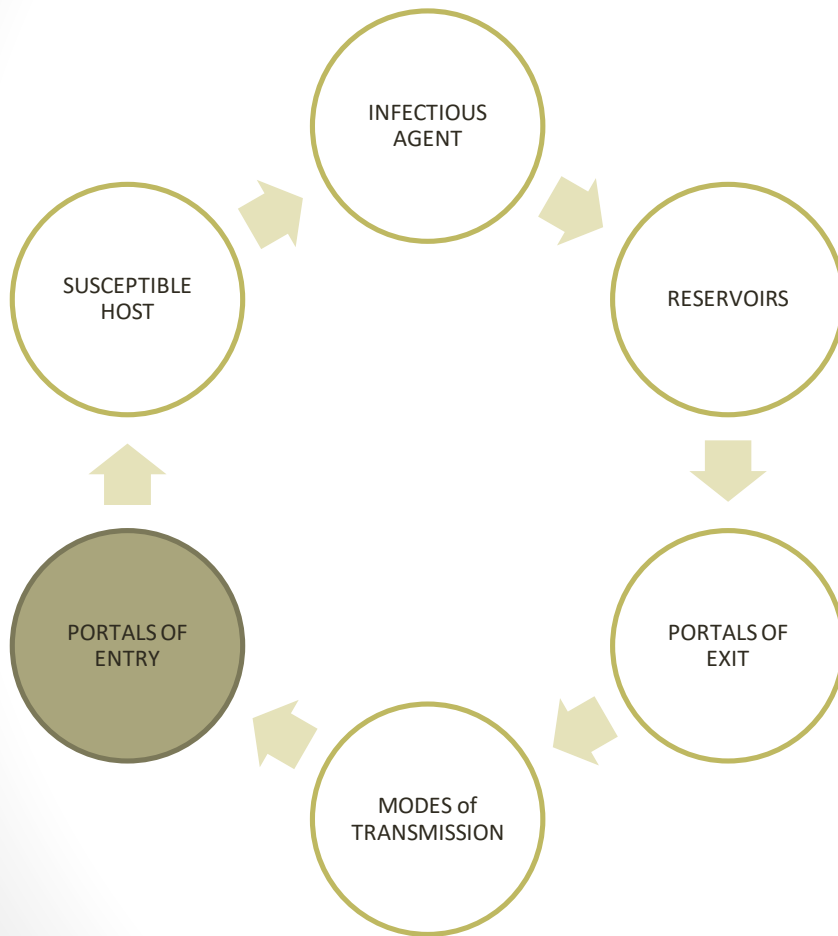 INFECTIOUS
AGENT
RESERVOIRS
PORTALS OF
EXIT
MODES of
TRANSMISSION
PORTALS OF
ENTRY
SUSCEPTIBLE
HOST